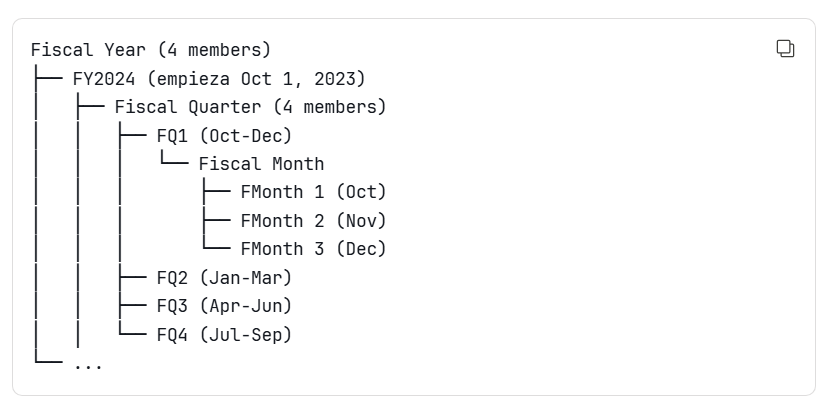 Fiscal Year (4 members)
├── FY2024 (empieza Oct 1, 2023)
│   ├── Fiscal Quarter (4 members)
│   │   ├── FQ1 (Oct-Dec)
│   │   │   └── Fiscal Month
│   │   │       ├── FMonth 1 (Oct)
│   │   │       ├── FMonth 2 (Nov)
│   │   │       └── FMonth 3 (Dec)
│   │   ├── FQ2 (Jan-Mar)
│   │   ├── FQ3 (Apr-Jun)
│   │   └── FQ4 (Jul-Sep)
└── ...